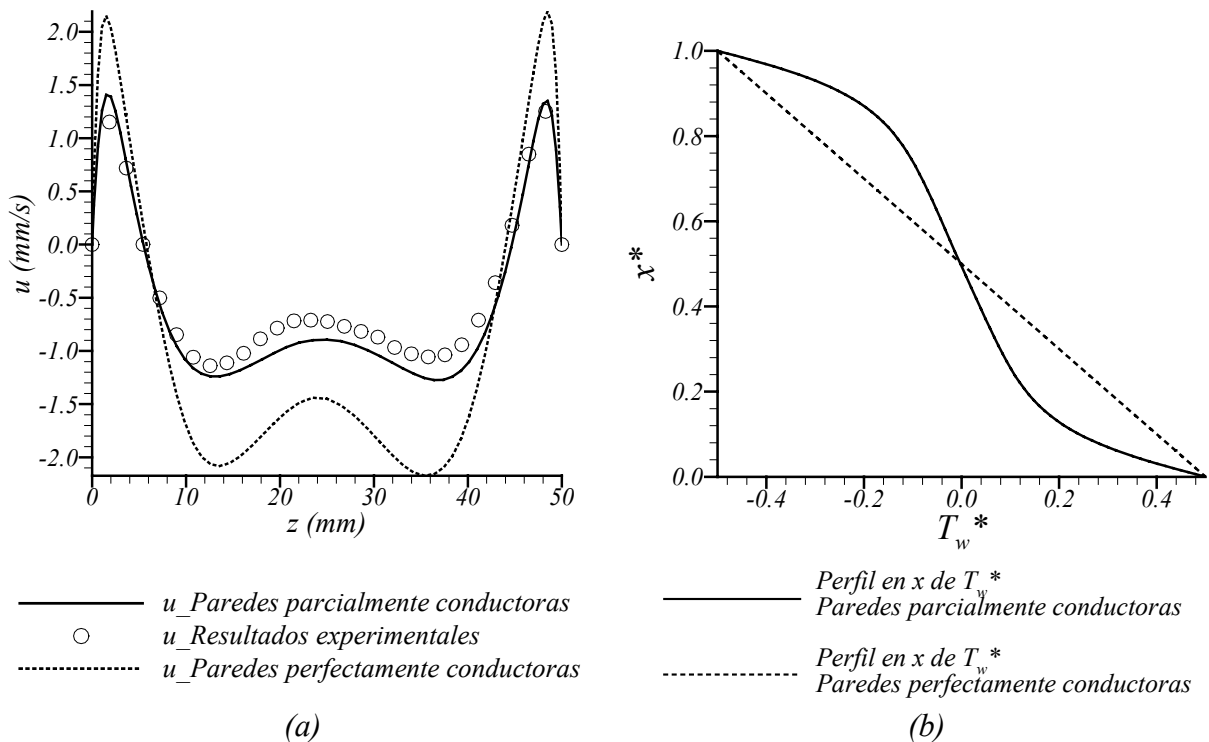 2.0
1.5
1.0
0.5
0.0
-0.5
-1.0
-1.5
-2.0
u (mm/s)
0 10 20 30 40 50
z (mm)
u_Paredes parcialmente conductoras
u_Resultados experimentales
u_Paredes perfectamente conductoras
(a)
1.0
0.8
0.6
0.4
0.2
0.0
x*
-0.4 -0.2 0.0 0.2 0.4
T_w*
Perfil en x de T_w*
Paredes parcialmente conductoras
Perfil en x de T_w*
Paredes perfectamente conductoras
(b)